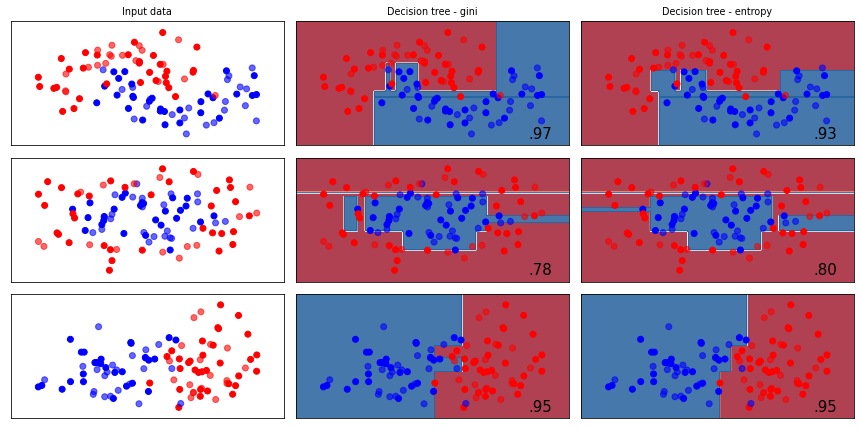 Input data
Decision tree - gini
Decision tree - entropy
.97
.93
.78
.80
.95
.95